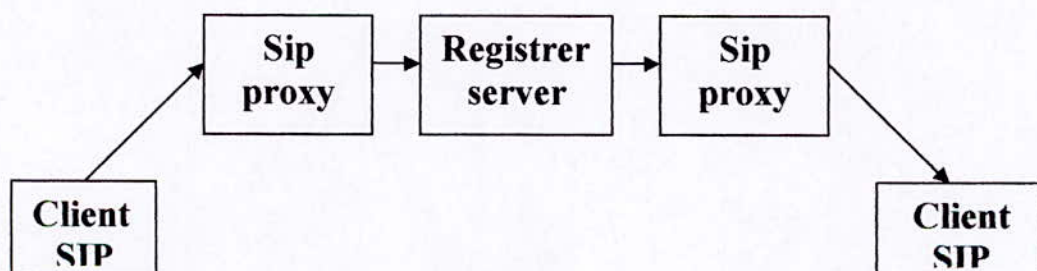 Sip
proxy
Registrer
server
Sip
proxy
Client
SIP
Client
SIP